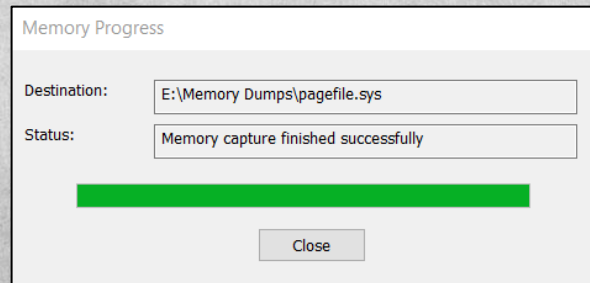 Memory Progress
Destination: E:\Memory Dumps\pagefile.sys
Status: Memory capture finished successfully
Close